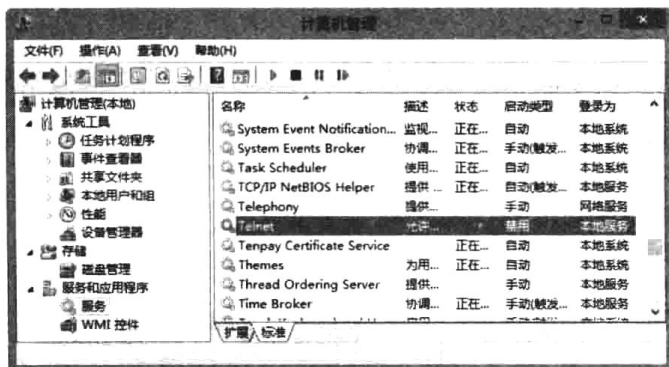 计算机管理
文件(F) 操作(A) 查看(V) 帮助(H)
计算机管理(本地)
系统工具
任务计划程序
事件查看器
共享文件夹
本地用户和组
性能
设备管理器
存储
磁盘管理
服务和应用程序
服务
WMI 控件
名称 描述 状态 启动类型 登录为
System Event Notification... 监视... 正在... 自动 本地系统
System Events Broker 协调... 正在... 手动(触发... 本地系统
Task Scheduler 使用... 正在... 自动 本地系统
TCP/IP NetBIOS Helper 提供 ... 正在... 自动(触发... 本地服务
Telephony 提供... 手动 网络服务
Telnet 允许... 禁用 本地服务
Tenpay Certificate Service 正在... 自动 本地系统
Themes 为用... 正在... 自动 本地系统
Thread Ordering Server 提供... 手动 本地服务
Time Broker 协调... 正在... 手动(触发... 本地服务
扩展 标准